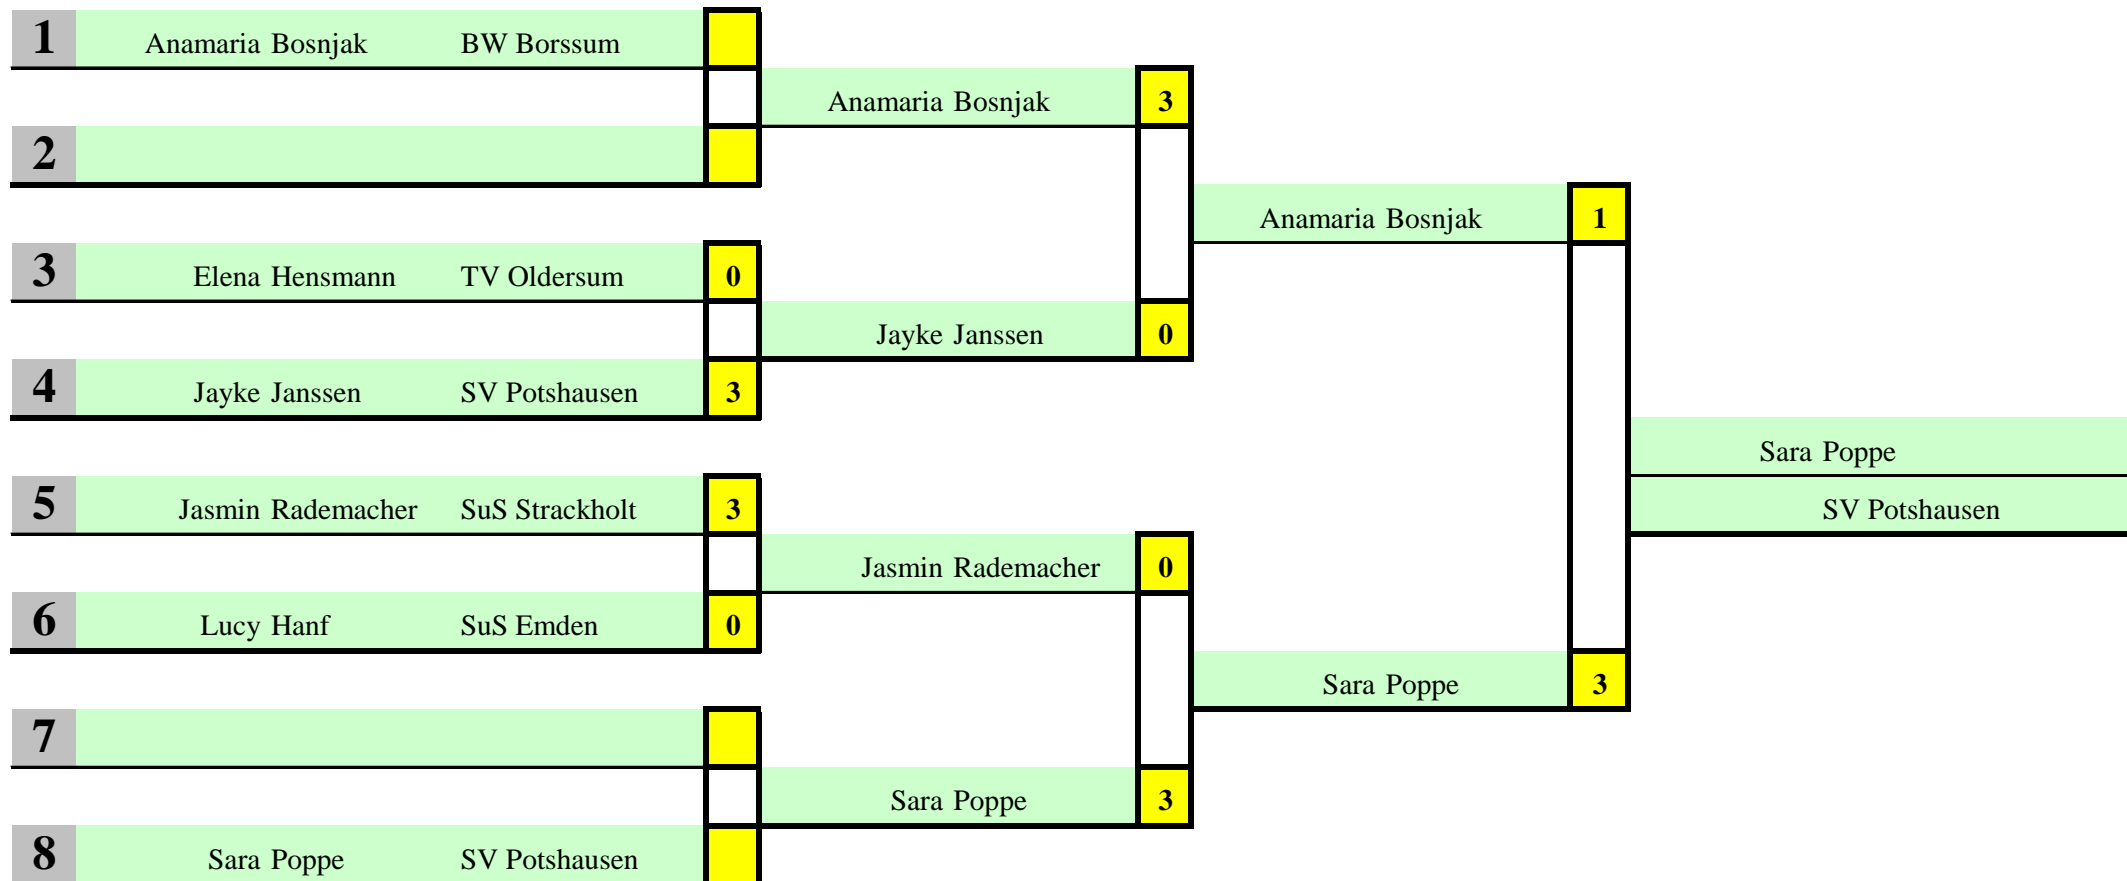 1 Anamaria Bosnjak BW Borssum
Anamaria Bosnjak 3
2
Anamaria Bosnjak 1
3 Elena Hensmann TV Oldersum 0
Jayke Janssen 0
4 Jayke Janssen SV Potshausen 3
Sara Poppe
5 Jasmin Rademacher SuS Strackholt 3
SV Potshausen
Jasmin Rademacher 0
6 Lucy Hanf SuS Emden 0
Sara Poppe 3
7
Sara Poppe 3
8 Sara Poppe SV Potshausen